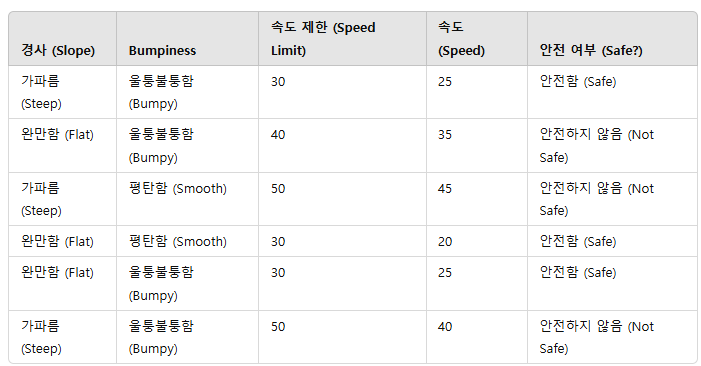 경사 (Slope) Bumpiness 속도 제한 (Speed Limit) 속도 (Speed) 안전 여부 (Safe?)
가파름 (Steep) 울퉁불퉁함 (Bumpy) 30 25 안전함 (Safe)
완만함 (Flat) 울퉁불퉁함 (Bumpy) 40 35 안전하지 않음 (Not Safe)
가파름 (Steep) 평탄함 (Smooth) 50 45 안전하지 않음 (Not Safe)
완만함 (Flat) 평탄함 (Smooth) 30 20 안전함 (Safe)
완만함 (Flat) 울퉁불퉁함 (Bumpy) 30 25 안전함 (Safe)
가파름 (Steep) 울퉁불퉁함 (Bumpy) 50 40 안전하지 않음 (Not Safe)